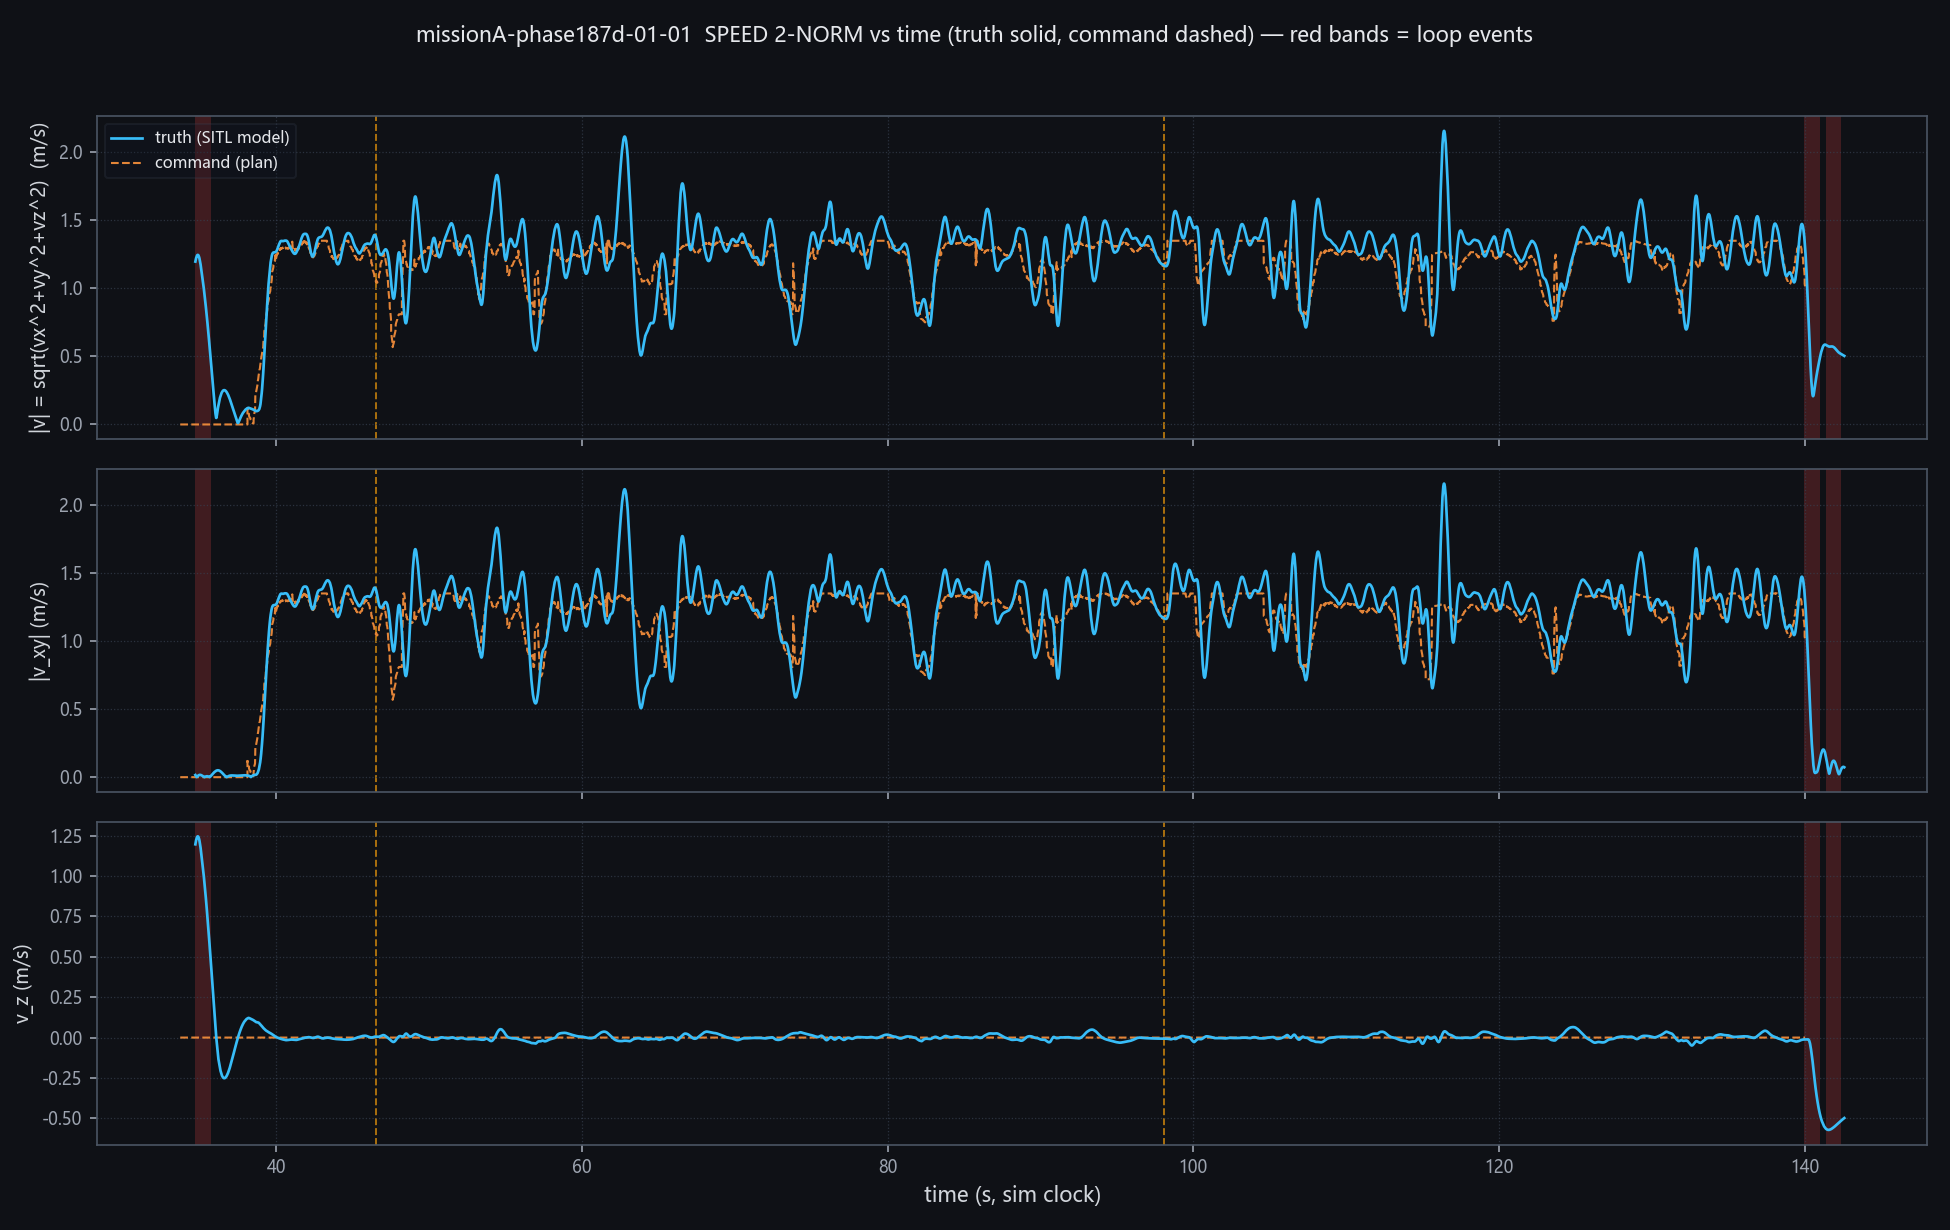 missionA-phase187d-01-01  SPEED 2-NORM vs time (truth solid, command dashed) — red bands = loop events
|v| = sqrt(vx^2+vy^2+vz^2)  (m/s)
2.0
1.5
1.0
0.5
0.0
truth (SITL model)
command (plan)
|v_xy| (m/s)
2.0
1.5
1.0
0.5
0.0
v_z (m/s)
1.25
1.00
0.75
0.50
0.25
0.00
-0.25
-0.50
40 60 80 100 120 140
time (s, sim clock)